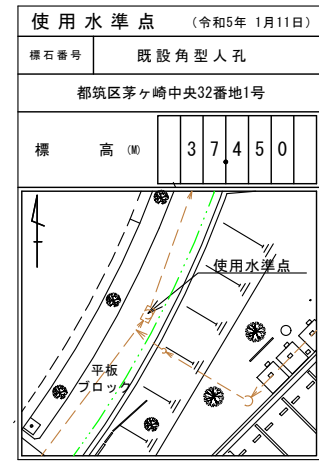 使用水準点 （令和5年 1月11日）
標石番号 既設角型人孔
都筑区茅ヶ崎中央32番地1号
標高 (M) 37.450
使用水準点
平板
ブロック